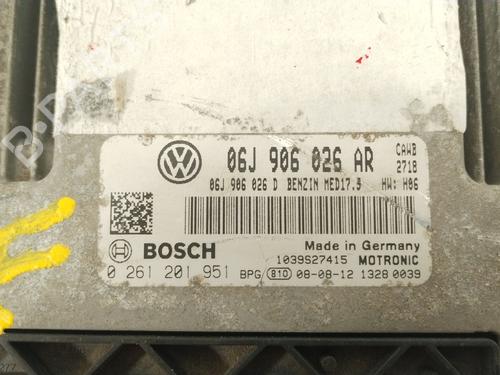 06J 906 026 AR
CAWB
2718
06J 906 026 D BENZIN MED17.5 HW: H06
BOSCH
Made in Germany
1039S27415 MOTRONIC
0 261 201 951 BPG 810 08-08-12 1328 0039